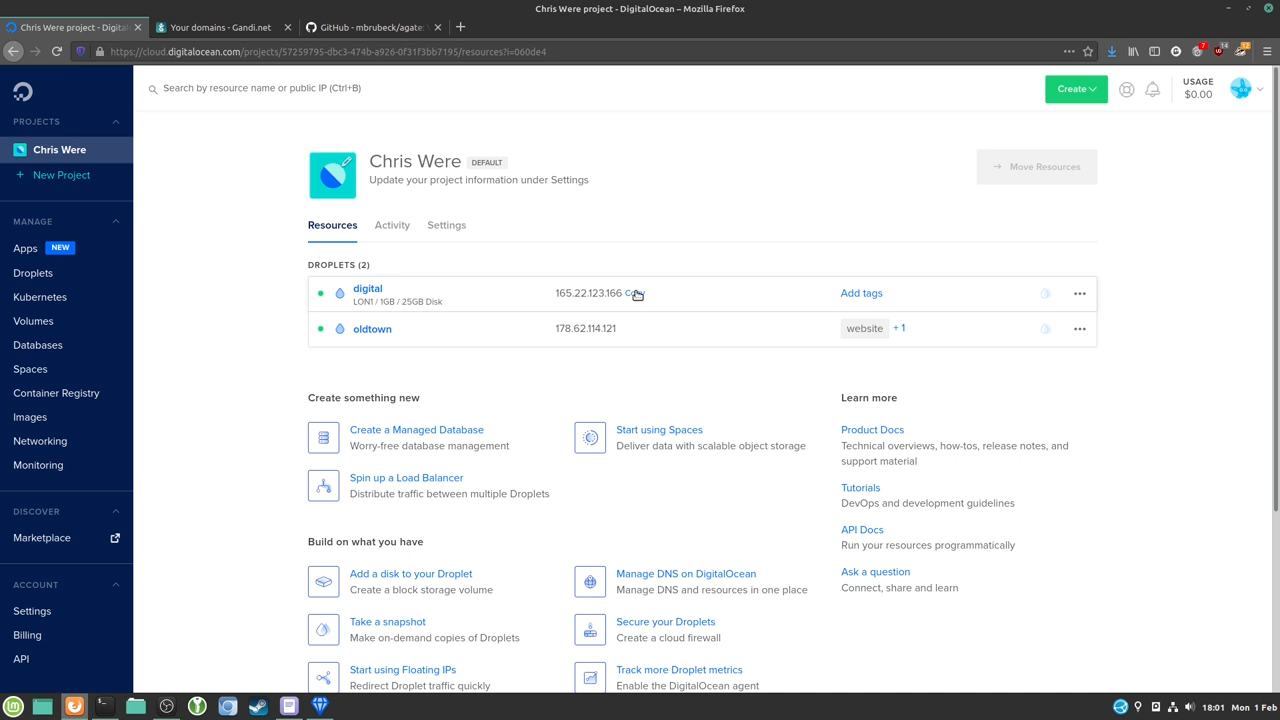 Chris Were project - DigitalOcean — Mozilla Firefox
Chris Were project - Digital
Your domains - Gandi.net
GitHub - mbrubeck/agate:
https://cloud.digitalocean.com/projects/57259795-dbc3-474b-a926-0f31f3bb7195/resources?i=060de4
Search by resource name or public IP (Ctrl+B)
Create
USAGE
$0.00
PROJECTS
Chris Were
+ New Project
MANAGE
Apps NEW
Droplets
Kubernetes
Volumes
Databases
Spaces
Container Registry
Images
Networking
Monitoring
DISCOVER
Marketplace
ACCOUNT
Settings
Billing
API
Chris Were DEFAULT
Update your project information under Settings
→ Move Resources
Resources Activity Settings
DROPLETS (2)
digital
LON1 / 1GB / 25GB Disk
165.22.123.166
Add tags
oldtown
178.62.114.121
website + 1
Create something new
Create a Managed Database
Worry-free database management
Start using Spaces
Deliver data with scalable object storage
Spin up a Load Balancer
Distribute traffic between multiple Droplets
Build on what you have
Add a disk to your Droplet
Create a block storage volume
Manage DNS on DigitalOcean
Manage DNS and resources in one place
Take a snapshot
Make on-demand copies of Droplets
Secure your Droplets
Create a cloud firewall
Start using Floating IPs
Redirect Droplet traffic quickly
Track more Droplet metrics
Enable the DigitalOcean agent
Learn more
Product Docs
Technical overviews, how-tos, release notes, and
support material
Tutorials
DevOps and development guidelines
API Docs
Run your resources programmatically
Ask a question
Connect, share and learn
18:01 Mon 1 Feb